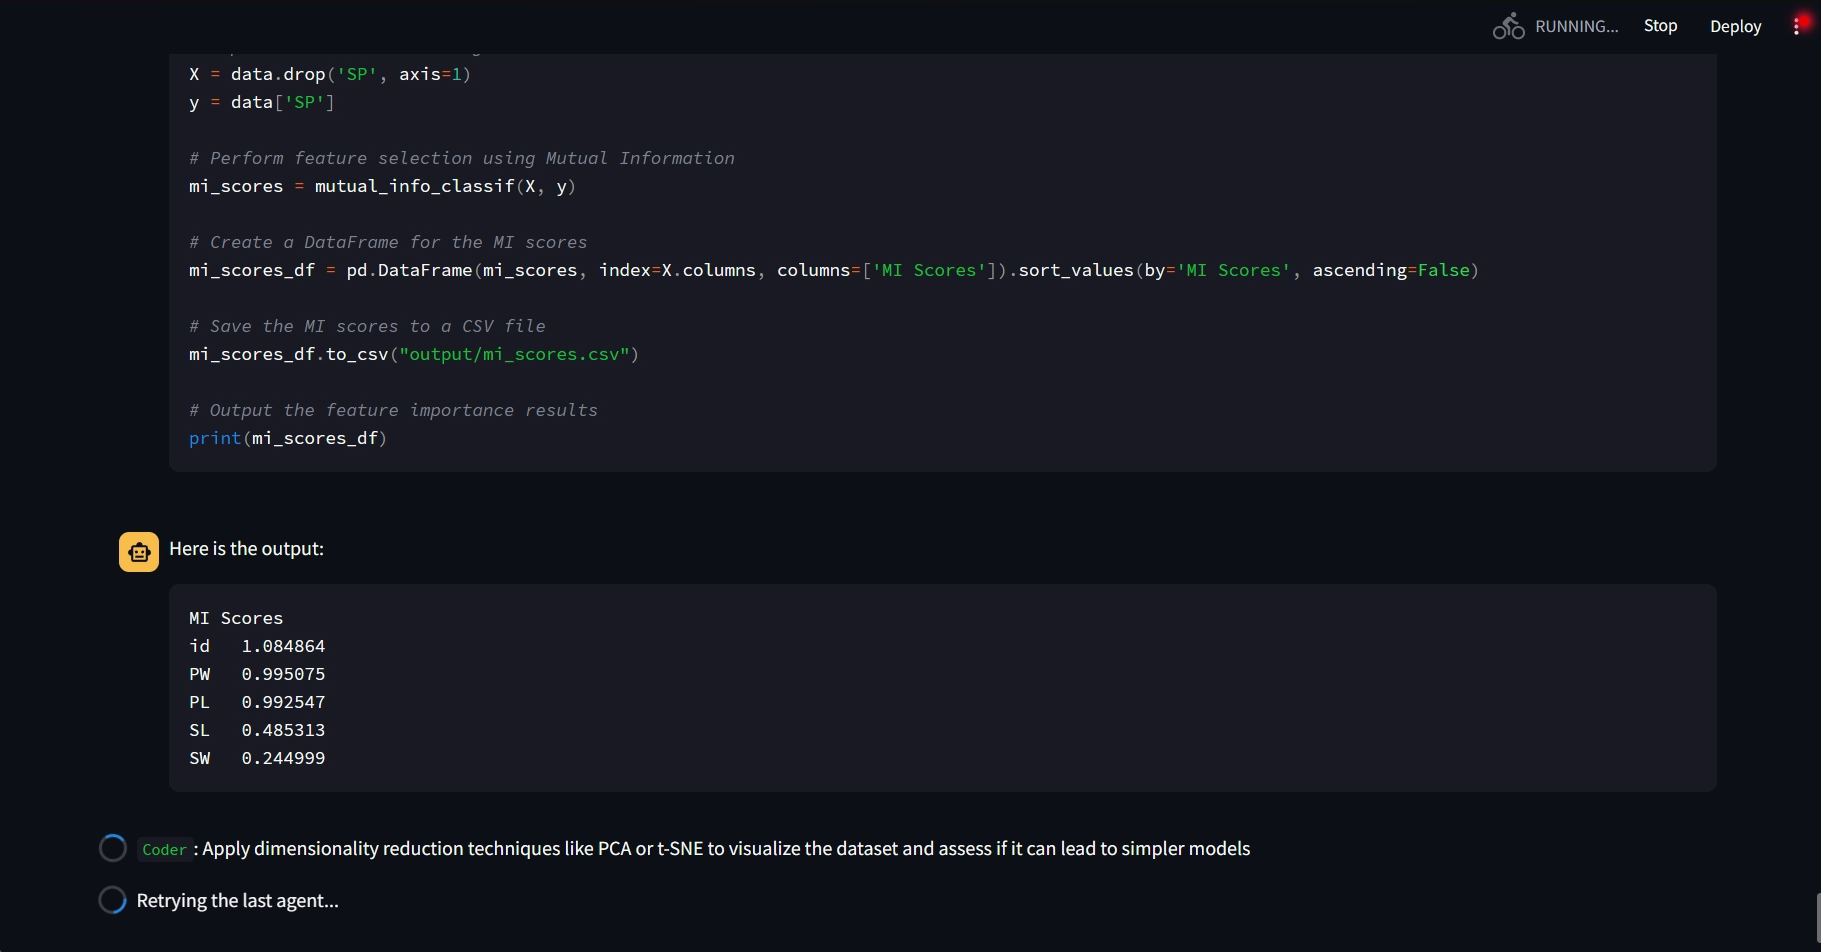 RUNNING... Stop Deploy
X = data.drop('SP', axis=1)
y = data['SP']
# Perform feature selection using Mutual Information
mi_scores = mutual_info_classif(X, y)
# Create a DataFrame for the MI scores
mi_scores_df = pd.DataFrame(mi_scores, index=X.columns, columns=['MI Scores']).sort_values(by='MI Scores', ascending=False)
# Save the MI scores to a CSV file
mi_scores_df.to_csv("output/mi_scores.csv")
# Output the feature importance results
print(mi_scores_df)
Here is the output:
MI Scores
id   1.084864
PW   0.995075
PL   0.992547
SL   0.485313
SW   0.244999
Coder : Apply dimensionality reduction techniques like PCA or t-SNE to visualize the dataset and assess if it can lead to simpler models
Retrying the last agent...